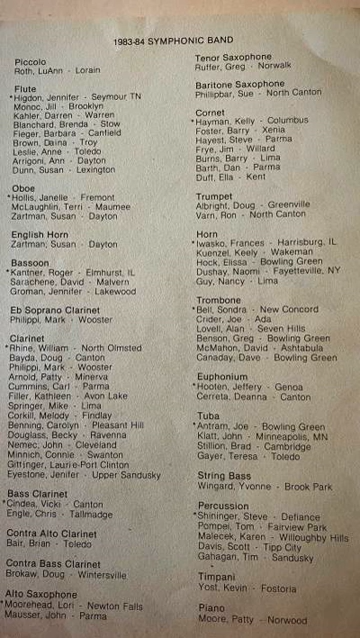 1983-84 SYMPHONIC BAND
Piccolo
Roth, LuAnn - Lorain
Flute
*Higdon, Jennifer - Seymour TN
Monoc, Jill - Brooklyn
Kahler, Darren - Warren
Blanchard, Brenda - Stow
Fieger, Barbara - Canfield
Brown, Daina - Troy
Leslie, Anne - Toledo
Arrigoni, Ann - Dayton
Dunn, Susan - Lexington
Oboe
*Hollis, Janelle - Fremont
McLaughlin, Terri - Maumee
Zartman, Susan - Dayton
English Horn
Zartman, Susan - Dayton
Bassoon
*Kantner, Roger - Elmhurst, IL
Sarachene, David - Malvern
Groman, Jennifer - Lakewood
Eb Soprano Clarinet
Philippi, Mark - Wooster
Clarinet
*Rhine, William - North Olmsted
Bayda, Doug - Canton
Philippi, Mark - Wooster
Arnold, Patty - Minerva
Cummins, Carl - Parma
Filler, Kathleen - Avon Lake
Springer, Mike - Lima
Corkill, Melody - Findlay
Benning, Carolyn - Pleasant Hill
Douglass, Becky - Ravenna
Nemec, John - Cleveland
Minnich, Connie - Swanton
Gittinger, Laurie-Port Clinton
Eyestone, Jenifer - Upper Sandusky
Bass Clarinet
*Cindea, Vicki - Canton
Engle, Chris - Tallmadge
Contra Alto Clarinet
Bair, Brian - Toledo
Contra Bass Clarinet
Brokaw, Doug - Wintersville
Alto Saxophone
*Moorehead, Lori - Newton Falls
Mausser, John - Parma
Tenor Saxophone
Ruffer, Greg - Norwalk
Baritone Saxophone
Phillipbar, Sue - North Canton
Cornet
*Hayman, Kelly - Columbus
Foster, Barry - Xenia
Hayest, Steve - Parma
Frye, Jim - Willard
Burns, Barry - Lima
Barth, Dan - Parma
Duff, Ella - Kent
Trumpet
Albright, Doug - Greenville
Varn, Ron - North Canton
Horn
*Iwasko, Frances - Harrisburg, IL
Kuenzel, Keely - Wakeman
Hock, Elissa - Bowling Green
Dushay, Naomi - Fayetteville, NY
Guy, Nancy - Lima
Trombone
*Bell, Sondra - New Concord
Crider, Joe - Ada
Lovell, Alan - Seven Hills
Benson, Greg - Bowling Green
McMahon, David - Ashtabula
Canaday, Dave - Bowling Green
Euphonium
*Hooten, Jeffery - Genoa
Cerreta, Deanna - Canton
Tuba
*Antram, Joe - Bowling Green
Klatt, John - Minneapolis, MN
Stillion, Brad - Cambridge
Gayer, Teresa - Toledo
String Bass
Wingard, Yvonne - Brook Park
Percussion
*Shininger, Steve - Defiance
Pompei, Tom - Fairview Park
Malecek, Karen - Willoughby Hills
Davis, Scott - Tipp City
Gahagan, Tim - Sandusky
Timpani
Yost, Kevin - Fostoria
Piano
Moore, Patty - Norwood